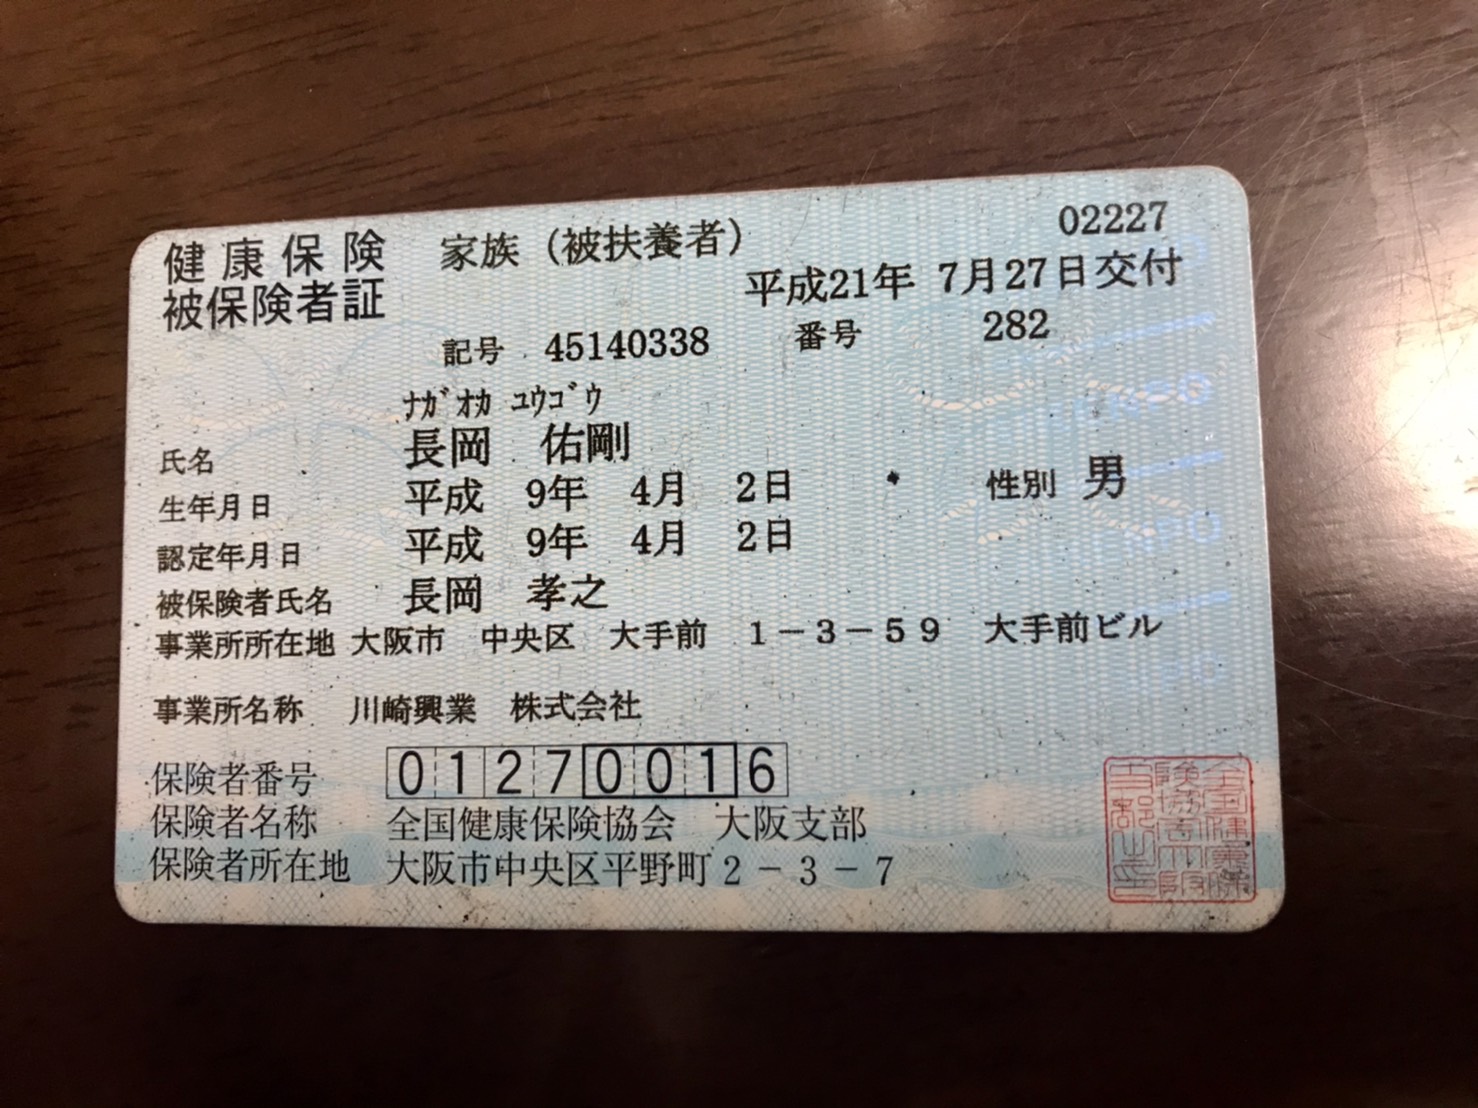 健康保険 家族（被扶養者） 02227
被保険者証 平成21年 7月27日交付
記号 45140338 番号 282
ﾅｶﾞｵｶ ﾕｳｺﾞｳ
氏名 長岡 佑剛
生年月日 平成 9年 4月 2日 性別 男
認定年月日 平成 9年 4月 2日
被保険者氏名 長岡 孝之
事業所所在地 大阪市 中央区 大手前 １－３－５９ 大手前ビル
事業所名称 川崎興業 株式会社
保険者番号 01270016
保険者名称 全国健康保険協会 大阪支部
保険者所在地 大阪市中央区平野町２－３－７